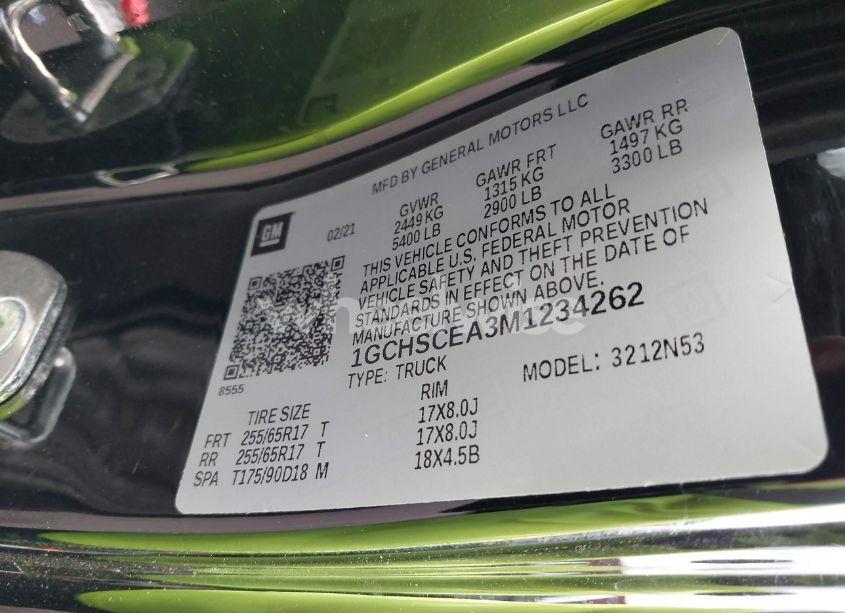 MFD BY GENERAL MOTORS LLC
GM
02/21
GVWR
2449 KG
5400 LB
GAWR FRT
1315 KG
2900 LB
GAWR RR
1497 KG
3300 LB
THIS VEHICLE CONFORMS TO ALL
APPLICABLE U.S. FEDERAL MOTOR
VEHICLE SAFETY AND THEFT PREVENTION
STANDARDS IN EFFECT ON THE DATE OF
MANUFACTURE SHOWN ABOVE.
1GCHSCEA3M1234262
TYPE: TRUCK
MODEL: 3212N53
8555
TIRE SIZE RIM
FRT 255/65R17 T 17X8.0J
RR 255/65R17 T 17X8.0J
SPA T175/90D18 M 18X4.5B